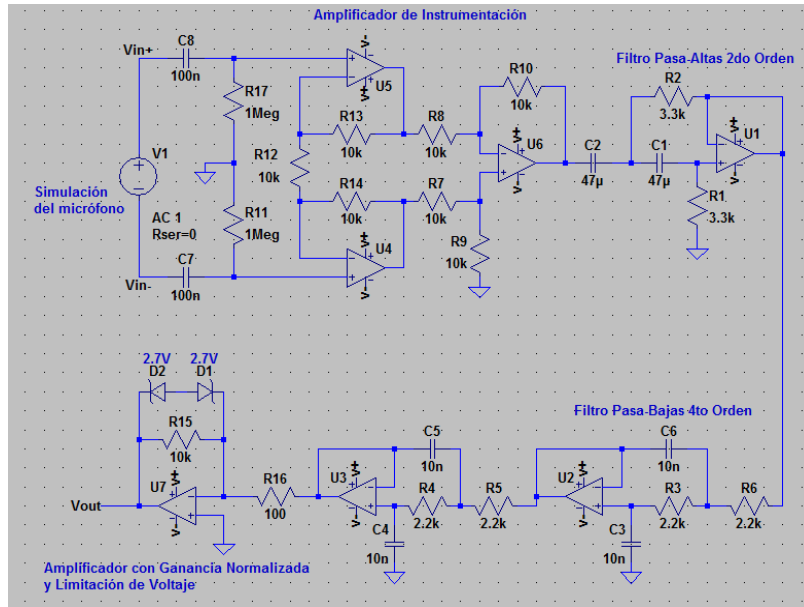 Amplificador de Instrumentación
Vin+
C8
100n
R17
1Meg
V1
AC 1
Rser=0
Simulación
del micrófono
R11
1Meg
Vin-
C7
100n
V-
V+
U5
R13
10k
R12
10k
R14
10k
V+
V-
U4
R8
10k
R7
10k
R10
10k
V+
V-
U6
R9
10k
Filtro Pasa-Altas 2do Orden
C2
47µ
R2
3.3k
C1
47µ
V+
V-
U1
R1
3.3k
2.7V
2.7V
D2
D1
R15
10k
U7
V+
V-
Vout
R16
100
Amplificador con Ganancia Normalizada
y Limitación de Voltaje
Filtro Pasa-Bajas 4to Orden
U3
V+
V-
C5
10n
R4
2.2k
C4
10n
R5
2.2k
U2
V+
V-
C6
10n
R3
2.2k
C3
10n
R6
2.2k